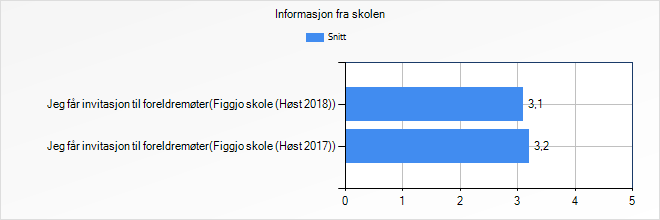 Informasjon fra skolen
Snitt
Jeg får invitasjon til foreldremøter(Figgjo skole (Høst 2018))
3,1
Jeg får invitasjon til foreldremøter(Figgjo skole (Høst 2017))
3,2
0 1 2 3 4 5